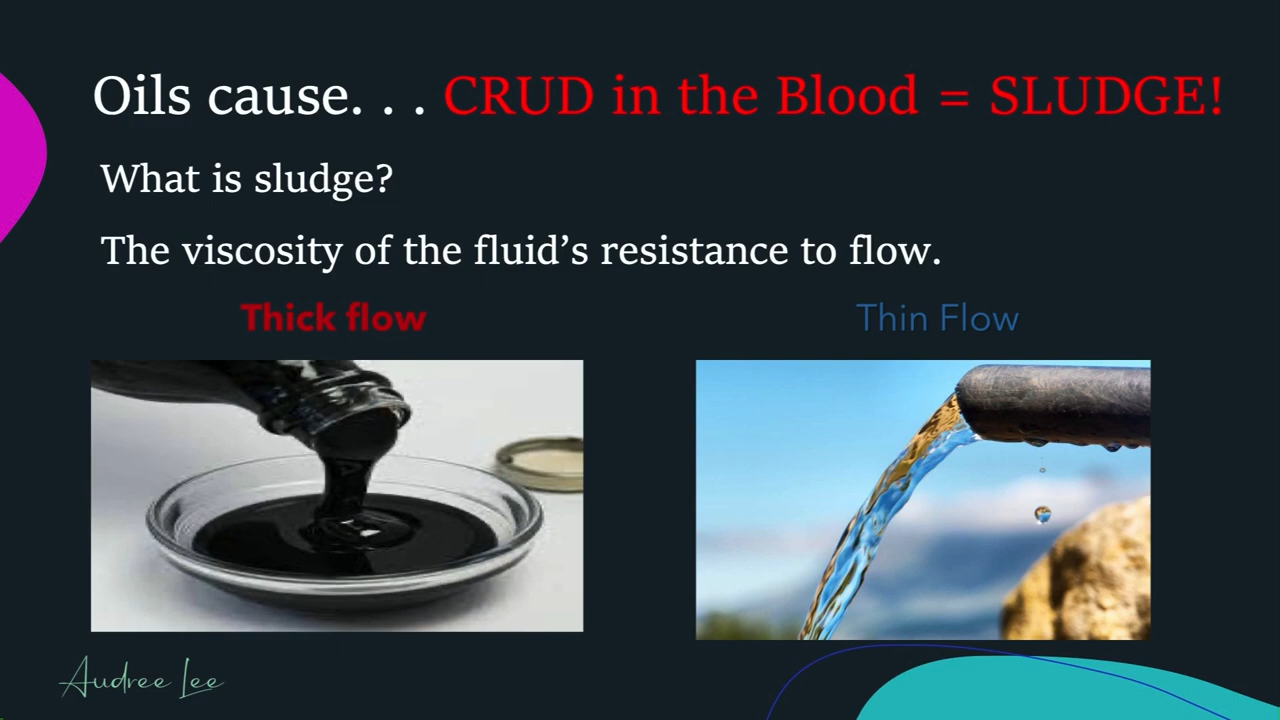 Oils cause. . . CRUD in the Blood = SLUDGE!
What is sludge?
The viscosity of the fluid’s resistance to flow.
Thick flow
Thin Flow
Audree Lee